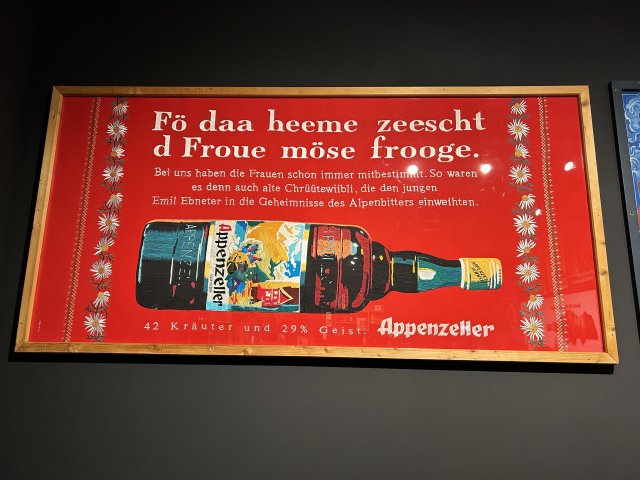 Fö daa heeme zeescht
d Froue möse frooge.
Bei uns haben die Frauen schon immer mitbestimmt. So waren
es denn auch alte Chrüütewiibli, die den jungen
Emil Ebneter in die Geheimnisse des Alpenbitters einweihten.
APPENZE
Appenzeller
42 Kräuter und 29% Geist. Appenzeller